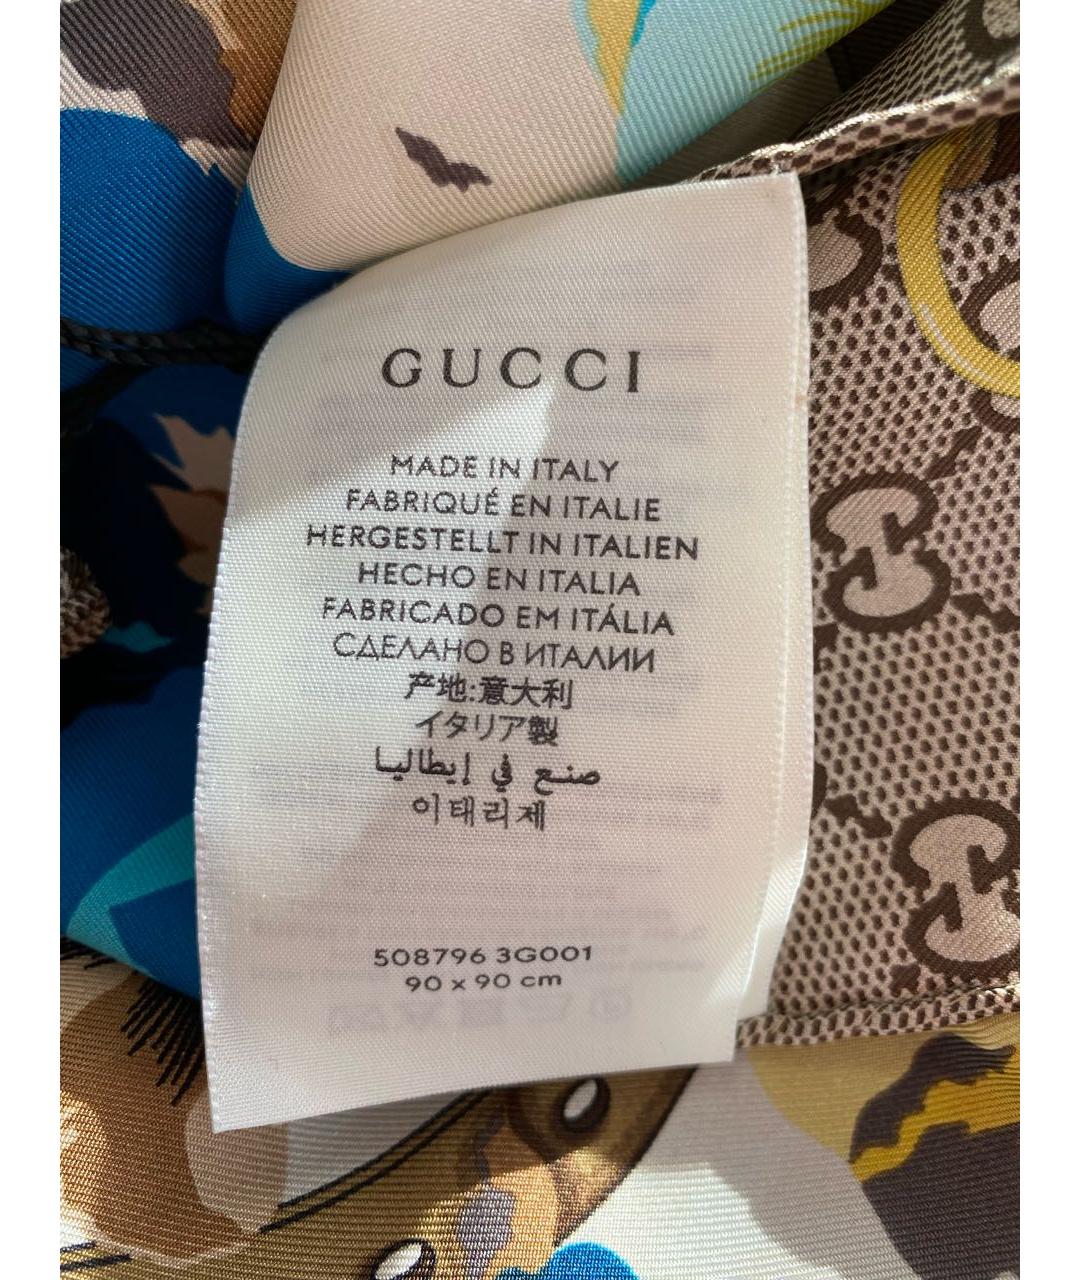 GUCCI
MADE IN ITALY
FABRIQUÉ EN ITALIE
HERGESTELLT IN ITALIEN
HECHO EN ITALIA
FABRICADO EM ITÁLIA
СДЕЛАНО В ИТАЛИИ
产地:意大利
イタリア製
صنع في إيطاليا
이태리제
508796 3G001
90 x 90 cm